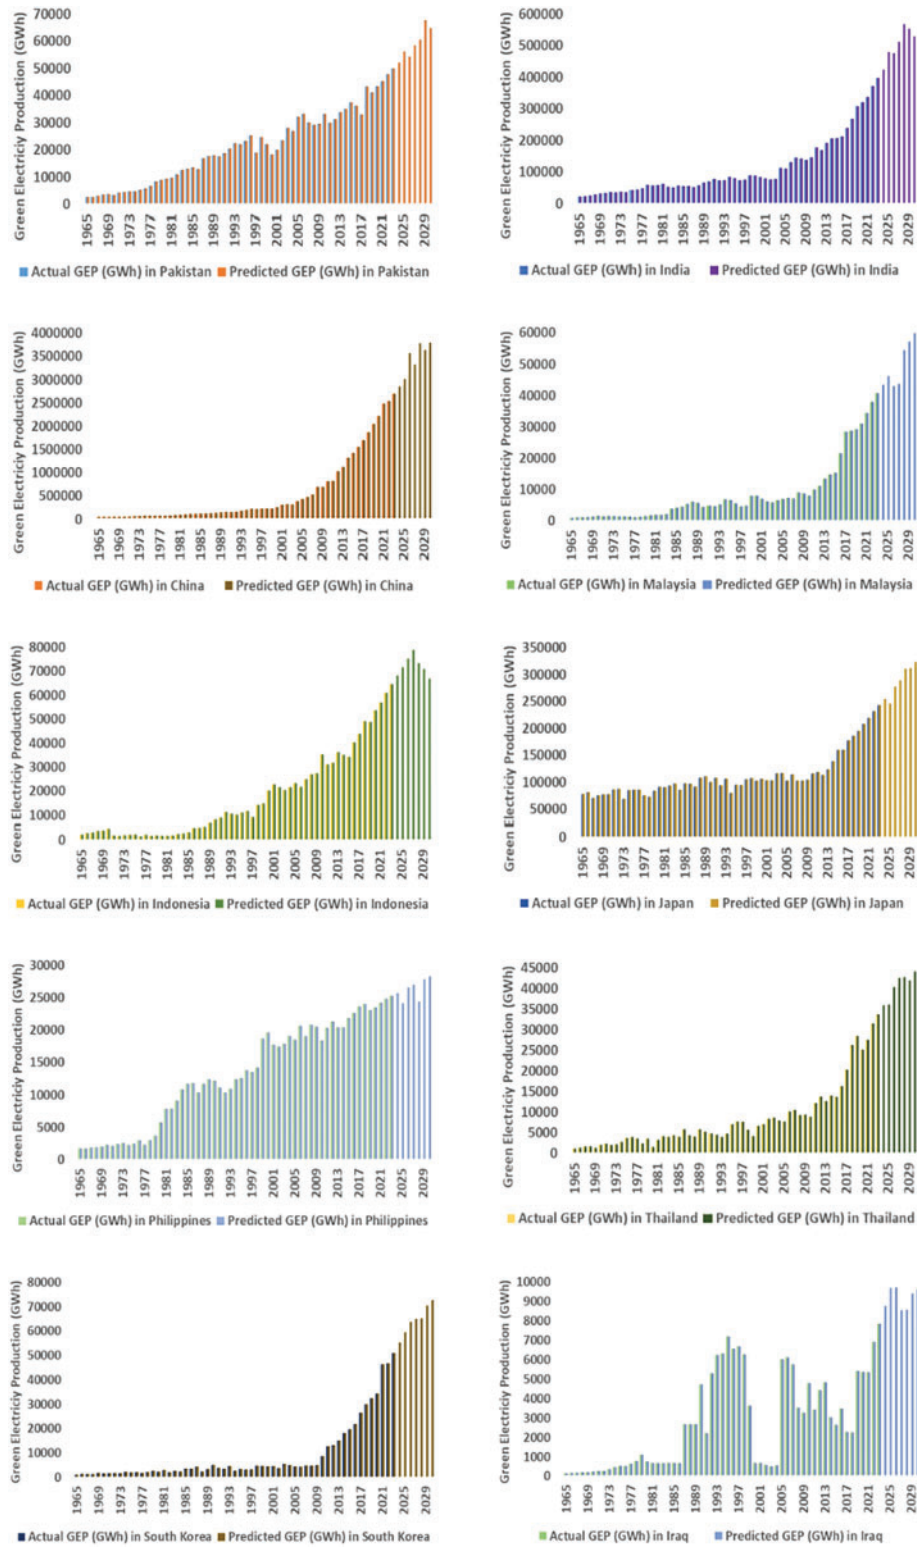 Green Electriciy Production (GWh)
70000
60000
50000
40000
30000
20000
10000
0
1965 1969 1973 1977 1981 1985 1989 1993 1997 2001 2005 2009 2013 2017 2021 2025 2029
Actual GEP (GWh) in Pakistan Predicted GEP (GWh) in Pakistan
Green Electriciy Production (GWh)
600000
500000
400000
300000
200000
100000
0
1965 1969 1973 1977 1981 1985 1989 1993 1997 2001 2005 2009 2013 2017 2021 2025 2029
Actual GEP (GWh) in India Predicted GEP (GWh) in India
Green Electriciy Production (GWh)
4000000
3500000
3000000
2500000
2000000
1500000
1000000
500000
0
1965 1969 1973 1977 1981 1985 1989 1993 1997 2001 2005 2009 2013 2017 2021 2025 2029
Actual GEP (GWh) in China Predicted GEP (GWh) in China
Green Electriciy Production (GWh)
60000
50000
40000
30000
20000
10000
0
1965 1969 1973 1977 1981 1985 1989 1993 1997 2001 2005 2009 2013 2017 2021 2025 2029
Actual GEP (GWh) in Malaysia Predicted GEP (GWh) in Malaysia
Green Electriciy Production (GWh)
80000
70000
60000
50000
40000
30000
20000
10000
0
1965 1969 1973 1977 1981 1985 1989 1993 1997 2001 2005 2009 2013 2017 2021 2025 2029
Actual GEP (GWh) in Indonesia Predicted GEP (GWh) in Indonesia
Green Electriciy Production (GWh)
350000
300000
250000
200000
150000
100000
50000
0
1965 1969 1973 1977 1981 1985 1989 1993 1997 2001 2005 2009 2013 2017 2021 2025 2029
Actual GEP (GWh) in Japan Predicted GEP (GWh) in Japan
Green Electriciy Production (GWh)
30000
25000
20000
15000
10000
5000
0
1965 1969 1973 1977 1981 1985 1989 1993 1997 2001 2005 2009 2013 2017 2021 2025 2029
Actual GEP (GWh) in Philippines Predicted GEP (GWh) in Philippines
Green Electriciy Production (GWh)
45000
40000
35000
30000
25000
20000
15000
10000
5000
0
1965 1969 1973 1977 1981 1985 1989 1993 1997 2001 2005 2009 2013 2017 2021 2025 2029
Actual GEP (GWh) in Thailand Predicted GEP (GWh) in Thailand
Green Electriciy Production (GWh)
80000
70000
60000
50000
40000
30000
20000
10000
0
1965 1969 1973 1977 1981 1985 1989 1993 1997 2001 2005 2009 2013 2017 2021 2025 2029
Actual GEP (GWh) in South Korea Predicted GEP (GWh) in South Korea
Green Electriciy Production (GWh)
10000
9000
8000
7000
6000
5000
4000
3000
2000
1000
0
1965 1969 1973 1977 1981 1985 1989 1993 1997 2001 2005 2009 2013 2017 2021 2025 2029
Actual GEP (GWh) in Iraq Predicted GEP (GWh) in Iraq